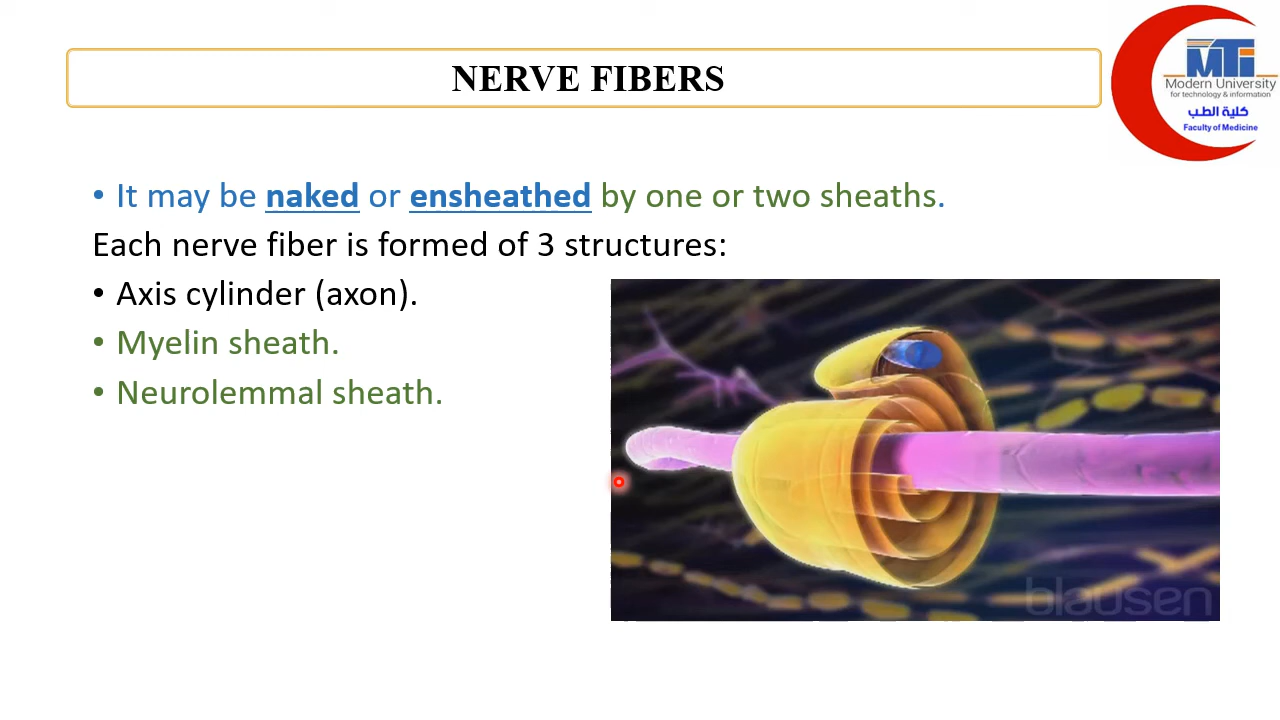 NERVE FIBERS
MTi
Modern University
for technology & information
كلية الطب
Faculty of Medicine
• It may be naked or ensheathed by one or two sheaths.
Each nerve fiber is formed of 3 structures:
• Axis cylinder (axon).
• Myelin sheath.
• Neurolemmal sheath.
blausen